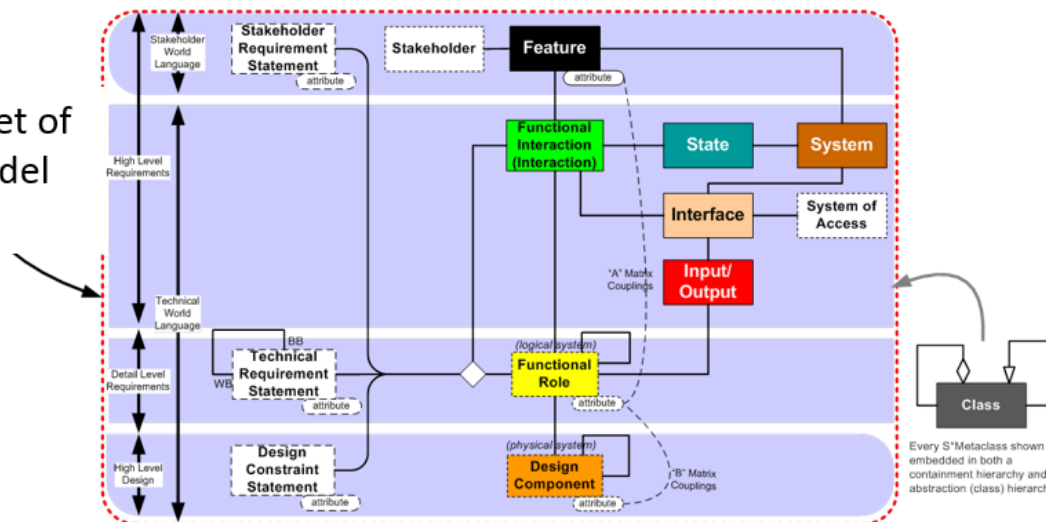 et of
del
Stakeholder
World
Language
Stakeholder
Requirement
Statement
attribute
Stakeholder
Feature
attribute
High Level
Requirements
Functional
Interaction
(Interaction)
State
System
Interface
System of
Access
"A" Matrix
Couplings
Input/
Output
Technical
World
Language
BB
WB
Technical
Requirement
Statement
attribute
(logical system)
Functional
Role
attribute
Detail Level
Requirements
Class
High Level
Design
Design
Constraint
Statement
attribute
(physical system)
Design
Component
attribute
"B" Matrix
Couplings
Every S*Metaclass shown
embedded in both a
containment hierarchy and
abstraction (class) hierarch